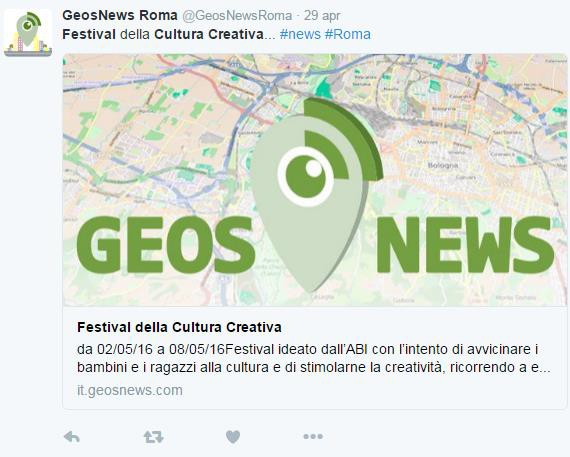 GeosNews Roma @GeosNewsRoma · 29 apr
Festival della Cultura Creativa... #news #Roma
Bologna
GEOS NEWS
Festival della Cultura Creativa
da 02/05/16 a 08/05/16Festival ideato dall'ABI con l'intento di avvicinare i
bambini e i ragazzi alla cultura e di stimolarne la creatività, ricorrendo a e...
it.geosnews.com